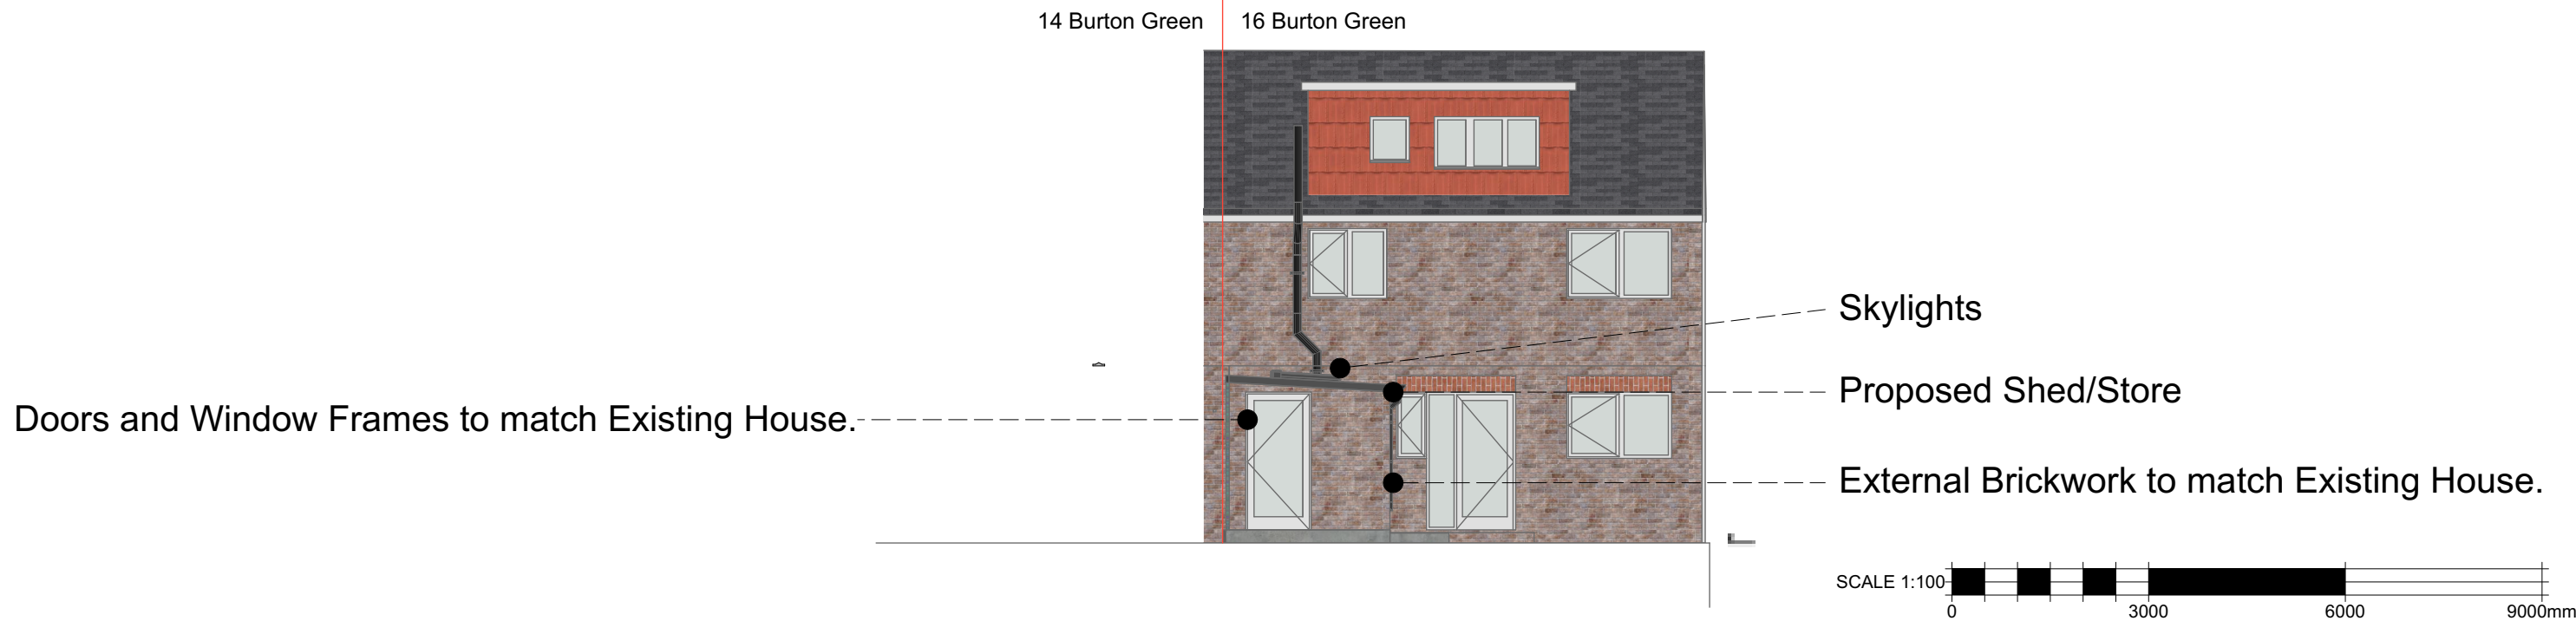 14 Burton Green
16 Burton Green
Skylights
Proposed Shed/Store
Doors and Window Frames to match Existing House.
External Brickwork to match Existing House.
SCALE 1:100
0
3000
6000
9000mm